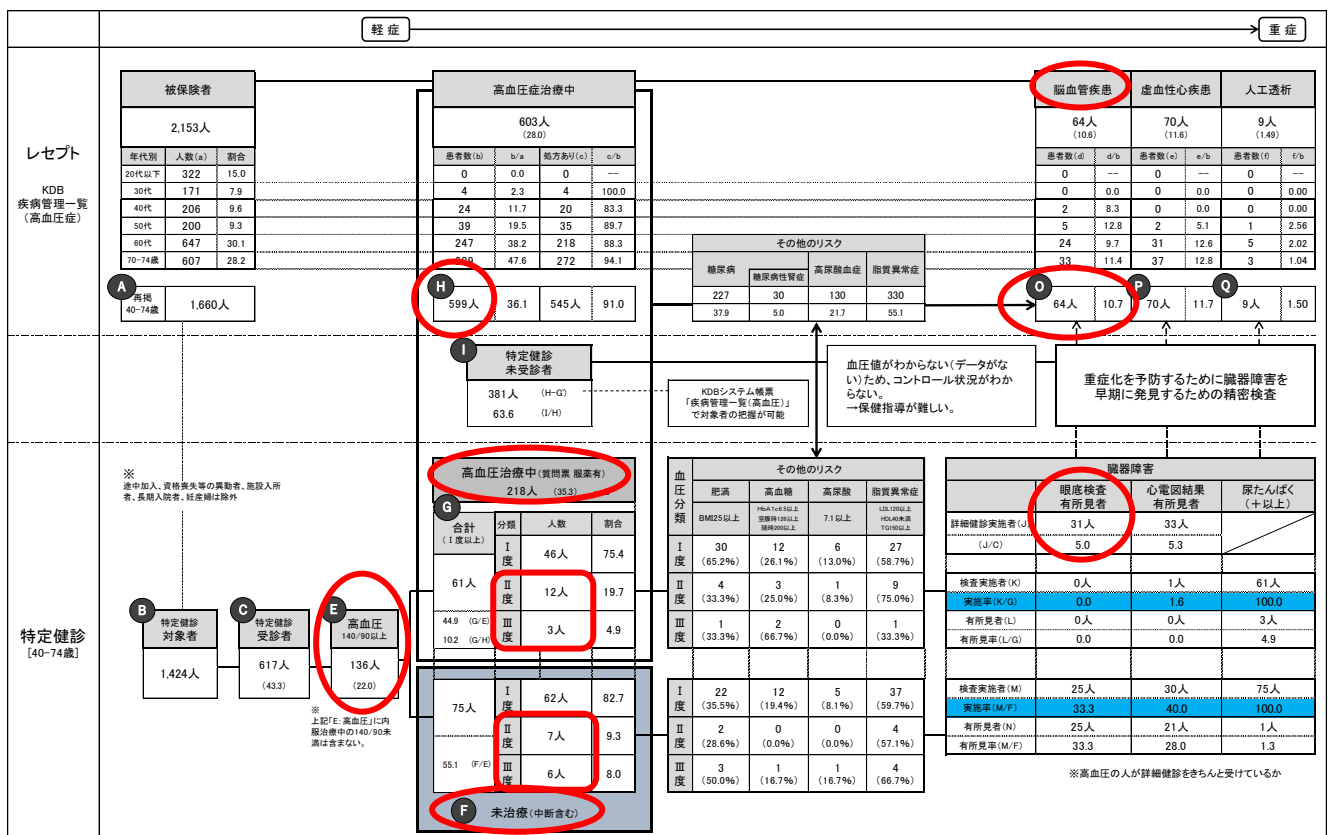 軽症
重症
レセプト
KDB
疾病管理一覧
（高血圧症）
被保険者
2,153人
年代別 人数(a) 割合
20代以下 322 15.0
30代 171 7.9
40代 206 9.6
50代 200 9.3
60代 647 30.1
70-74歳 607 28.2
A
再掲
40-74歳
1,660人
高血圧症治療中
603人
(28.0)
患者数(b) b/a 処方あり(c) c/b
0 0.0 0 --
4 2.3 4 100.0
24 11.7 20 83.3
39 19.5 35 89.7
247 38.2 218 88.3
47.6 272 94.1
H
599人 36.1 545人 91.0
その他のリスク
糖尿病 糖尿病性腎症 高尿酸血症 脂質異常症
227 30 130 330
37.9 5.0 21.7 55.1
脳血管疾患 虚血性心疾患 人工透析
64人 70人 9人
(10.6) (11.6) (1.49)
患者数(d) d/b 患者数(e) e/b 患者数(f) f/b
0 -- 0 -- 0 --
0 0.0 0 0.0 0 0.00
2 8.3 0 0.0 0 0.00
5 12.8 2 5.1 1 2.56
24 9.7 31 12.6 5 2.02
33 11.4 37 12.8 3 1.04
O P Q
64人 10.7 70人 11.7 9人 1.50
I
特定健診
未受診者
381人 (H-G)
63.6 (I/H)
KDBシステム帳票
「疾病管理一覧(高血圧)」
で対象者の把握が可能
血圧値がわからない（データがな
い）ため、コントロール状況がわか
らない。
→保健指導が難しい。
重症化を予防するために臓器障害を
早期に発見するための精密検査
特定健診
[40-74歳]
※
途中加入、資格喪失等の異動者、施設入所
者、長期入院者、妊産婦は除外
B
特定健診
対象者
1,424人
C
特定健診
受診者
617人
(43.3)
E
高血圧
140/90以上
136人
(22.0)
※
上記「E：高血圧」に内
服治療中の140/90未
満は含まない。
高血圧治療中(質問票 服薬有)
218人 (35.3)
G
合計
(Ⅰ度以上)
分類 人数 割合
61人
44.9 (G/E)
10.2 (G/H)
Ⅰ度 46人 75.4
Ⅱ度 12人 19.7
Ⅲ度 3人 4.9
75人
55.1 (F/E)
Ⅰ度 62人 82.7
Ⅱ度 7人 9.3
Ⅲ度 6人 8.0
F
未治療(中断含む)
血圧分類
その他のリスク
肥満 高血糖 高尿酸 脂質異常症
BMI25以上
HbA1c6.5以上
空腹時126以上
随時200以上
7.1以上
LDL120以上
HDL40未満
TG150以上
Ⅰ度 30 12 6 27
(65.2%) (26.1%) (13.0%) (58.7%)
Ⅱ度 4 3 1 9
(33.3%) (25.0%) (8.3%) (75.0%)
Ⅲ度 1 2 0 1
(33.3%) (66.7%) (0.0%) (33.3%)
Ⅰ度 22 12 5 37
(35.5%) (19.4%) (8.1%) (59.7%)
Ⅱ度 2 0 0 4
(28.6%) (0.0%) (0.0%) (57.1%)
Ⅲ度 3 1 1 4
(50.0%) (16.7%) (16.7%) (66.7%)
臓器障害
眼底検査
有所見者
心電図結果
有所見者
尿たんぱく
(＋以上)
詳細健診実施者(J) 31人 33人
(J/C) 5.0 5.3
検査実施者(K) 0人 1人 61人
実施率(K/G) 0.0 1.6 100.0
有所見者(L) 0人 0人 3人
有所見率(L/G) 0.0 0.0 4.9
検査実施者(M) 25人 30人 75人
実施率(M/F) 33.3 40.0 100.0
有所見者(N) 25人 21人 1人
有所見率(M/F) 33.3 28.0 1.3
※高血圧の人が詳細健診をきちんと受けているか